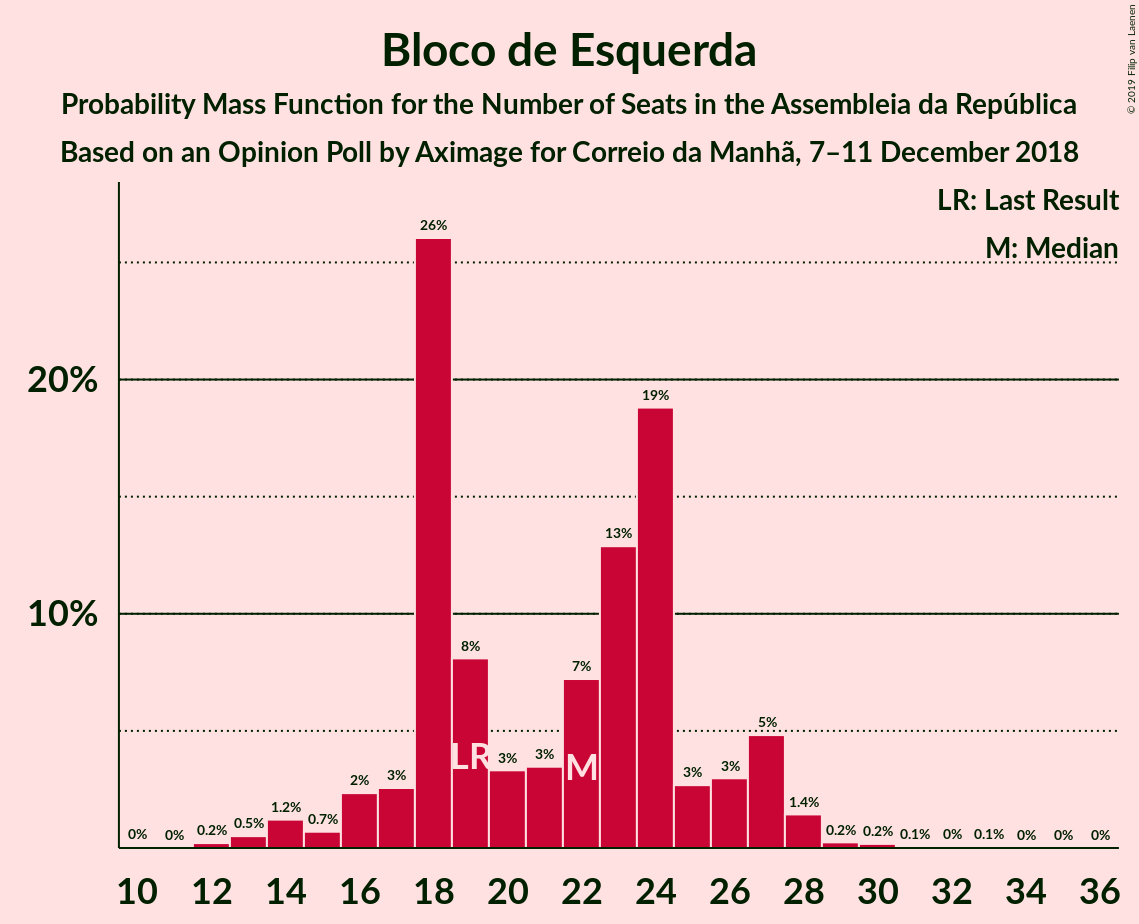 Bloco de Esquerda
Probability Mass Function for the Number of Seats in the Assembleia da República
Based on an Opinion Poll by Aximage for Correio da Manhã, 7–11 December 2018
© 2019 Filip van Laenen
LR: Last Result
M: Median
20%
10%
0% 0% 0.2% 0.5% 1.2% 0.7% 2% 3% 26% 8% 3% 3% 7% 13% 19% 3% 3% 5% 1.4% 0.2% 0.2% 0.1% 0% 0.1% 0% 0% 0%
LR M
10 12 14 16 18 20 22 24 26 28 30 32 34 36